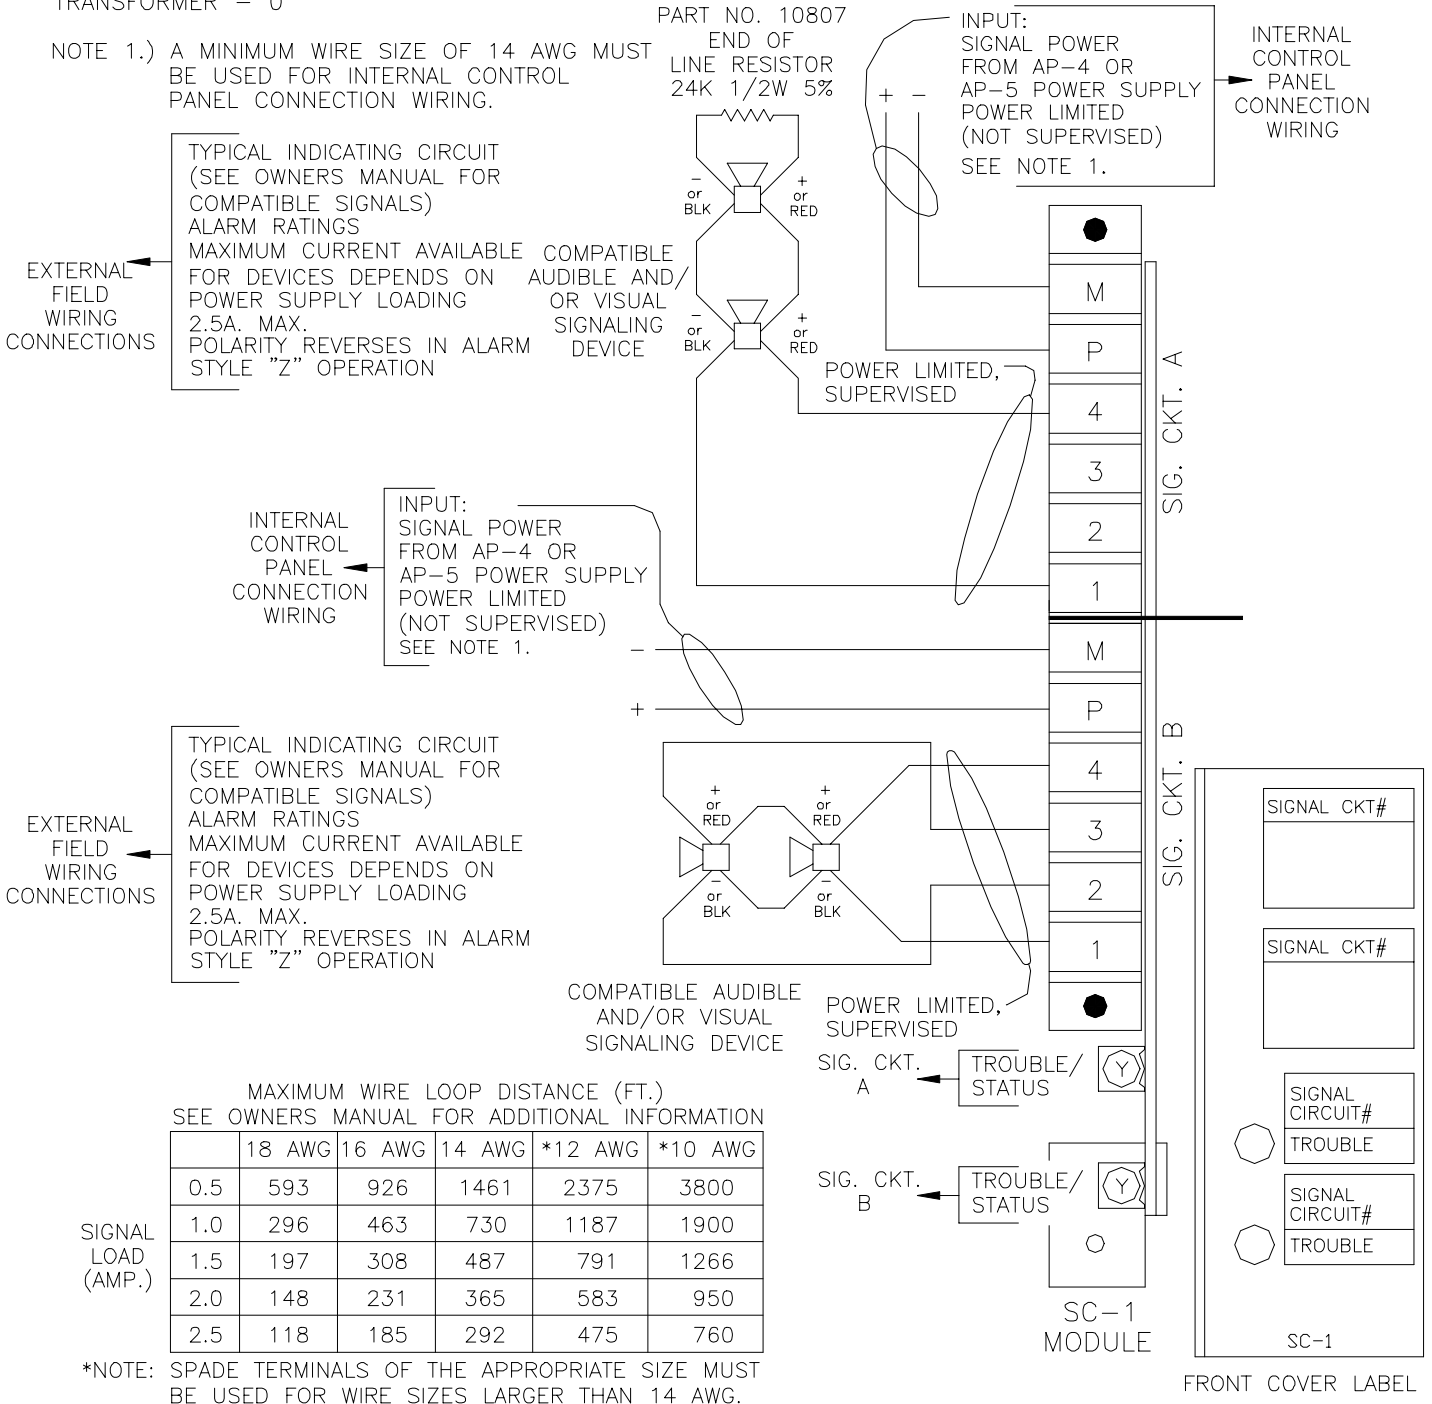 TRANSFORMER – 0
NOTE 1.) A MINIMUM WIRE SIZE OF 14 AWG MUST
BE USED FOR INTERNAL CONTROL
PANEL CONNECTION WIRING.
PART NO. 10807
END OF
LINE RESISTOR
24K 1/2W 5%
+ –
INPUT:
SIGNAL POWER
FROM AP–4 OR
AP–5 POWER SUPPLY
POWER LIMITED
(NOT SUPERVISED)
SEE NOTE 1.
INTERNAL
CONTROL
PANEL
CONNECTION
WIRING
EXTERNAL
FIELD
WIRING
CONNECTIONS
TYPICAL INDICATING CIRCUIT
(SEE OWNERS MANUAL FOR
COMPATIBLE SIGNALS)
ALARM RATINGS
MAXIMUM CURRENT AVAILABLE
FOR DEVICES DEPENDS ON
POWER SUPPLY LOADING
2.5A. MAX.
POLARITY REVERSES IN ALARM
STYLE "Z" OPERATION
COMPATIBLE
AUDIBLE AND/
OR VISUAL
SIGNALING
DEVICE
–
or
BLK
+
or
RED
–
or
BLK
+
or
RED
POWER LIMITED,
SUPERVISED
M
P
4
3
2
1
SIG. CKT. A
INTERNAL
CONTROL
PANEL
CONNECTION
WIRING
INPUT:
SIGNAL POWER
FROM AP–4 OR
AP–5 POWER SUPPLY
POWER LIMITED
(NOT SUPERVISED)
SEE NOTE 1.
–
+
M
P
4
3
2
1
SIG. CKT. B
EXTERNAL
FIELD
WIRING
CONNECTIONS
TYPICAL INDICATING CIRCUIT
(SEE OWNERS MANUAL FOR
COMPATIBLE SIGNALS)
ALARM RATINGS
MAXIMUM CURRENT AVAILABLE
FOR DEVICES DEPENDS ON
POWER SUPPLY LOADING
2.5A. MAX.
POLARITY REVERSES IN ALARM
STYLE "Z" OPERATION
+
or
RED
+
or
RED
–
or
BLK
–
or
BLK
COMPATIBLE AUDIBLE
AND/OR VISUAL
SIGNALING DEVICE
POWER LIMITED,
SUPERVISED
SIG. CKT.
A
TROUBLE/
STATUS
Y
SIG. CKT.
B
TROUBLE/
STATUS
Y
SC–1
MODULE
SIGNAL CKT#
SIGNAL CKT#
SIGNAL
CIRCUIT#
TROUBLE
SIGNAL
CIRCUIT#
TROUBLE
SC–1
FRONT COVER LABEL
MAXIMUM WIRE LOOP DISTANCE (FT.)
SEE OWNERS MANUAL FOR ADDITIONAL INFORMATION
18 AWG 16 AWG 14 AWG *12 AWG *10 AWG
SIGNAL
LOAD
(AMP.)
0.5 593 926 1461 2375 3800
1.0 296 463 730 1187 1900
1.5 197 308 487 791 1266
2.0 148 231 365 583 950
2.5 118 185 292 475 760
*NOTE: SPADE TERMINALS OF THE APPROPRIATE SIZE MUST
BE USED FOR WIRE SIZES LARGER THAN 14 AWG.